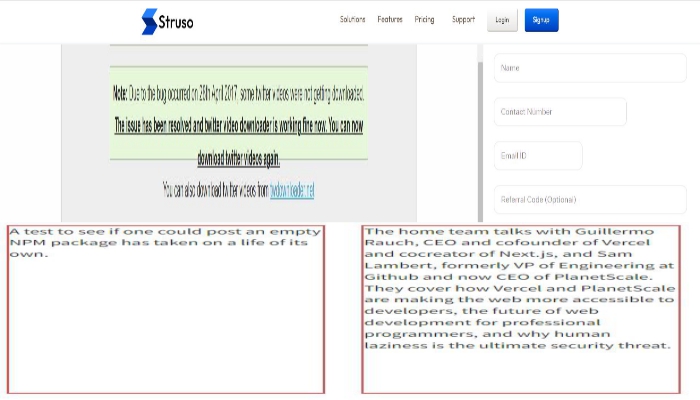 Struso
Solutions Features Pricing Support Login Signup
Note: Due to the bug occurred on 26th April 2017, some twitter videos were not getting downloaded.
The issue has been resolved and twitter video downloader is working fine now. You can now
download twitter videos again.
You can also download twitter videos from twdownloader.net
Name
Contact Number
Email ID
Referral Code (Optional)
A test to see if one could post an empty
NPM package has taken on a life of its
own.
The home team talks with Guillermo
Rauch, CEO and cofounder of Vercel
and cocreator of Next.js, and Sam
Lambert, formerly VP of Engineering at
Github and now CEO of PlanetScale.
They cover how Vercel and PlanetScale
are making the web more accessible to
developers, the future of web
development for professional
programmers, and why human
laziness is the ultimate security threat.